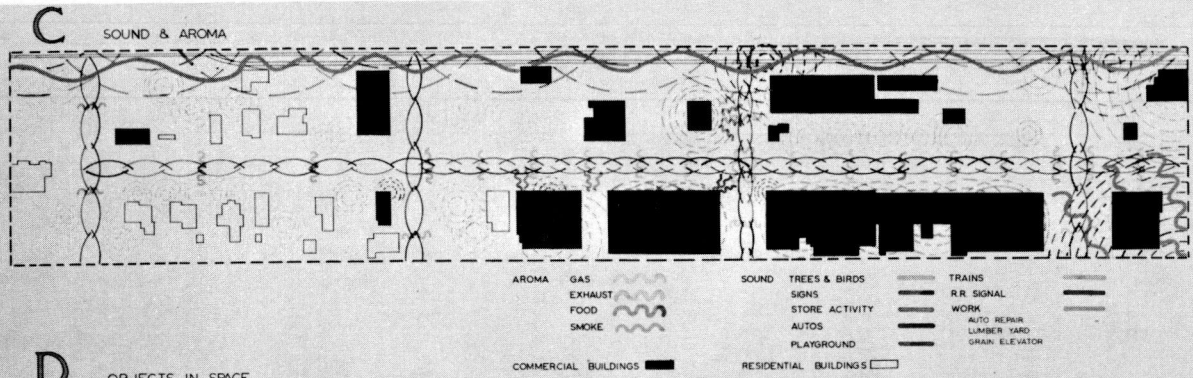 C
SOUND & AROMA
AROMA GAS
EXHAUST
FOOD
SMOKE
SOUND TREES & BIRDS
SIGNS
STORE ACTIVITY
AUTOS
PLAYGROUND
TRAINS
R.R. SIGNAL
WORK
AUTO REPAIR
LUMBER YARD
GRAIN ELEVATOR
COMMERCIAL BUILDINGS
RESIDENTIAL BUILDINGS
D
OBJECTS IN SPACE